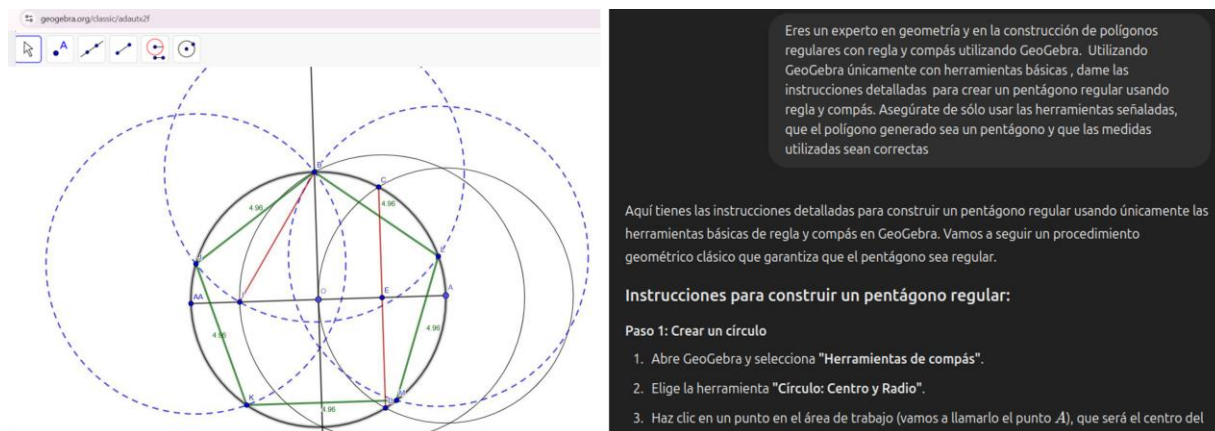 geogebra.org/classic/adautx2f
A
B'
C
4.96
4.96
J
L'
AA
I
O
E
A
4.96
4.96
K
M
4.96
Eres un experto en geometría y en la construcción de polígonos
regulares con regla y compás utilizando GeoGebra. Utilizando
GeoGebra únicamente con herramientas básicas , dame las
instrucciones detalladas para crear un pentágono regular usando
regla y compás. Asegúrate de sólo usar las herramientas señaladas,
que el polígono generado sea un pentágono y que las medidas
utilizadas sean correctas
Aquí tienes las instrucciones detalladas para construir un pentágono regular usando únicamente las
herramientas básicas de regla y compás en GeoGebra. Vamos a seguir un procedimiento
geométrico clásico que garantiza que el pentágono sea regular.
Instrucciones para construir un pentágono regular:
Paso 1: Crear un círculo
1. Abre GeoGebra y selecciona "Herramientas de compás".
2. Elige la herramienta "Círculo: Centro y Radio".
3. Haz clic en un punto en el área de trabajo (vamos a llamarlo el punto A), que será el centro del